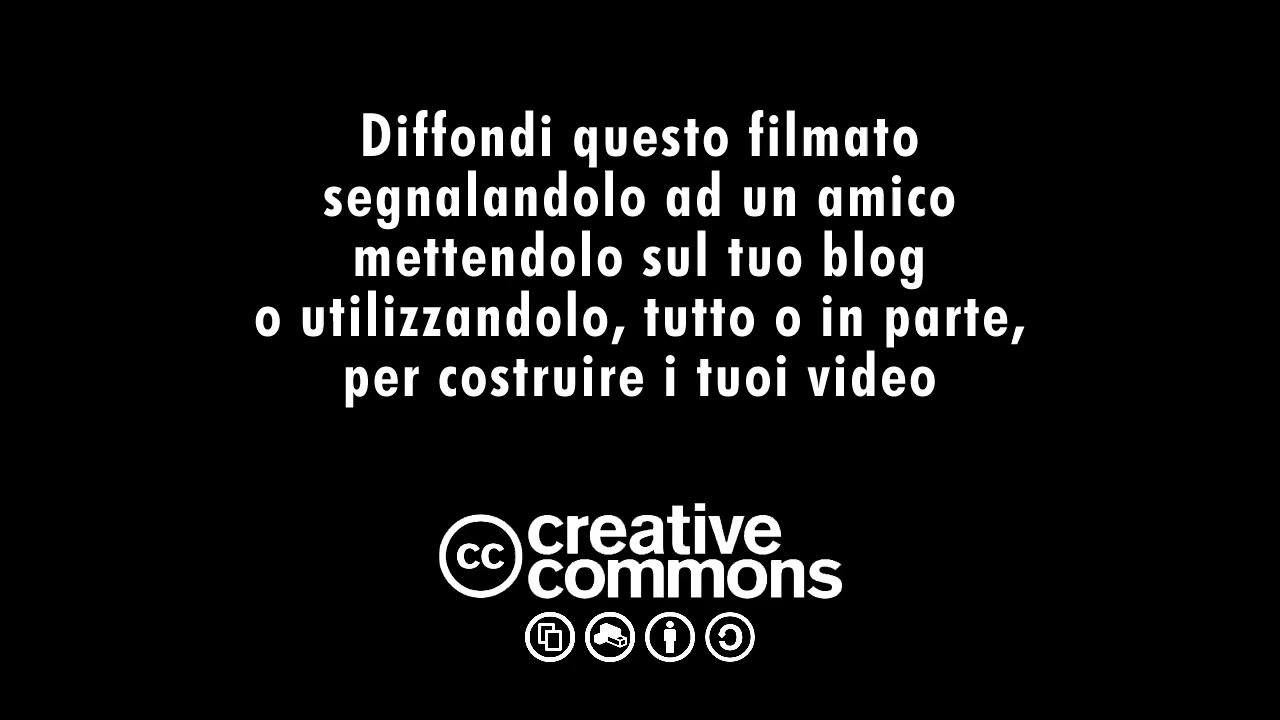 Diffondi questo filmato
segnalandolo ad un amico
mettendolo sul tuo blog
o utilizzandolo, tutto o in parte,
per costruire i tuoi video
cc creative
commons